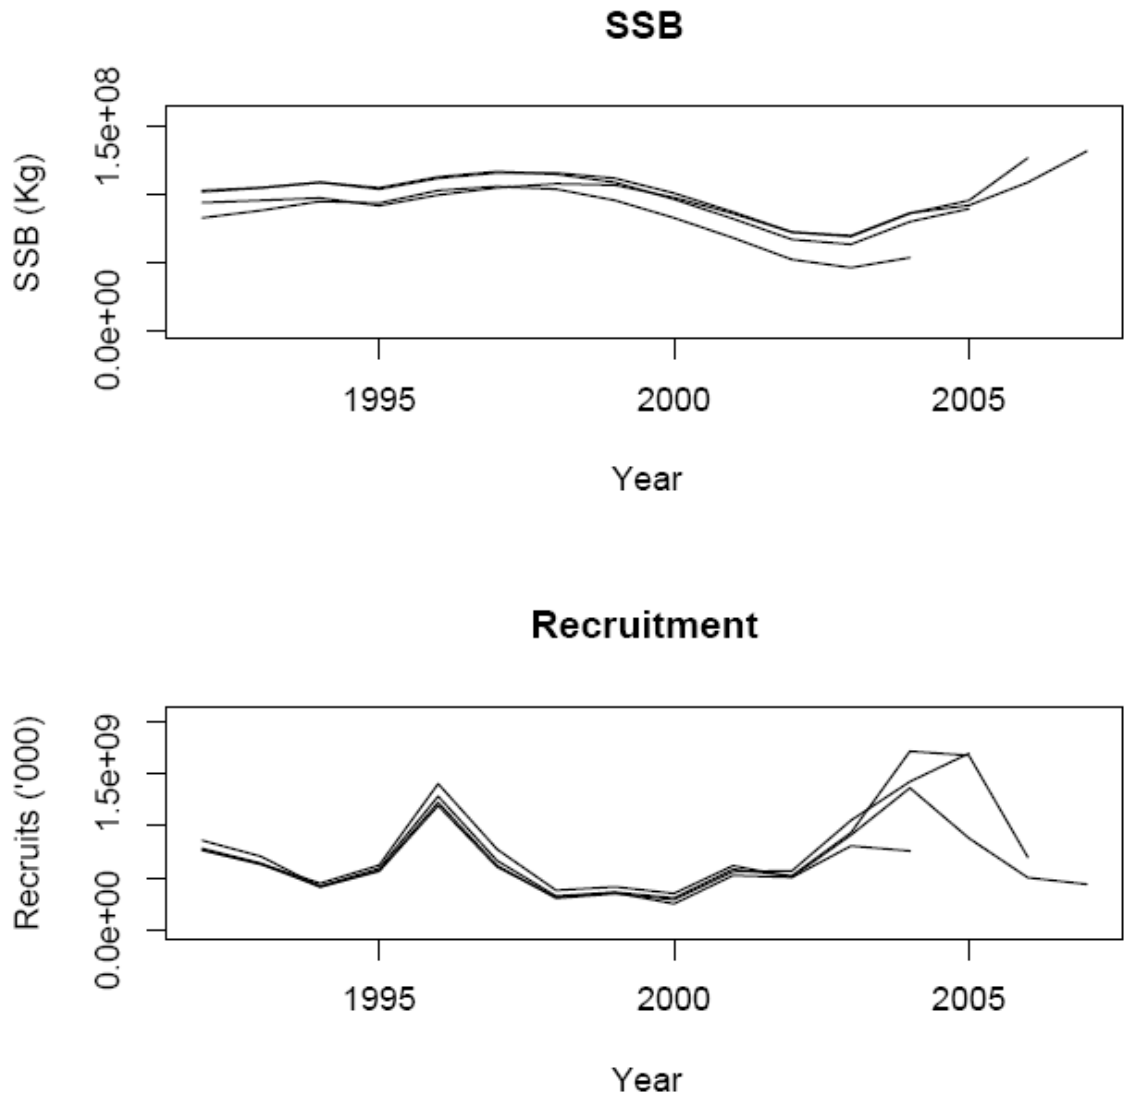 SSB
1.5e+08
0.0e+00
SSB (Kg)
1995 2000 2005
Year
Recruitment
1.5e+09
0.0e+00
Recruits ('000)
1995 2000 2005
Year